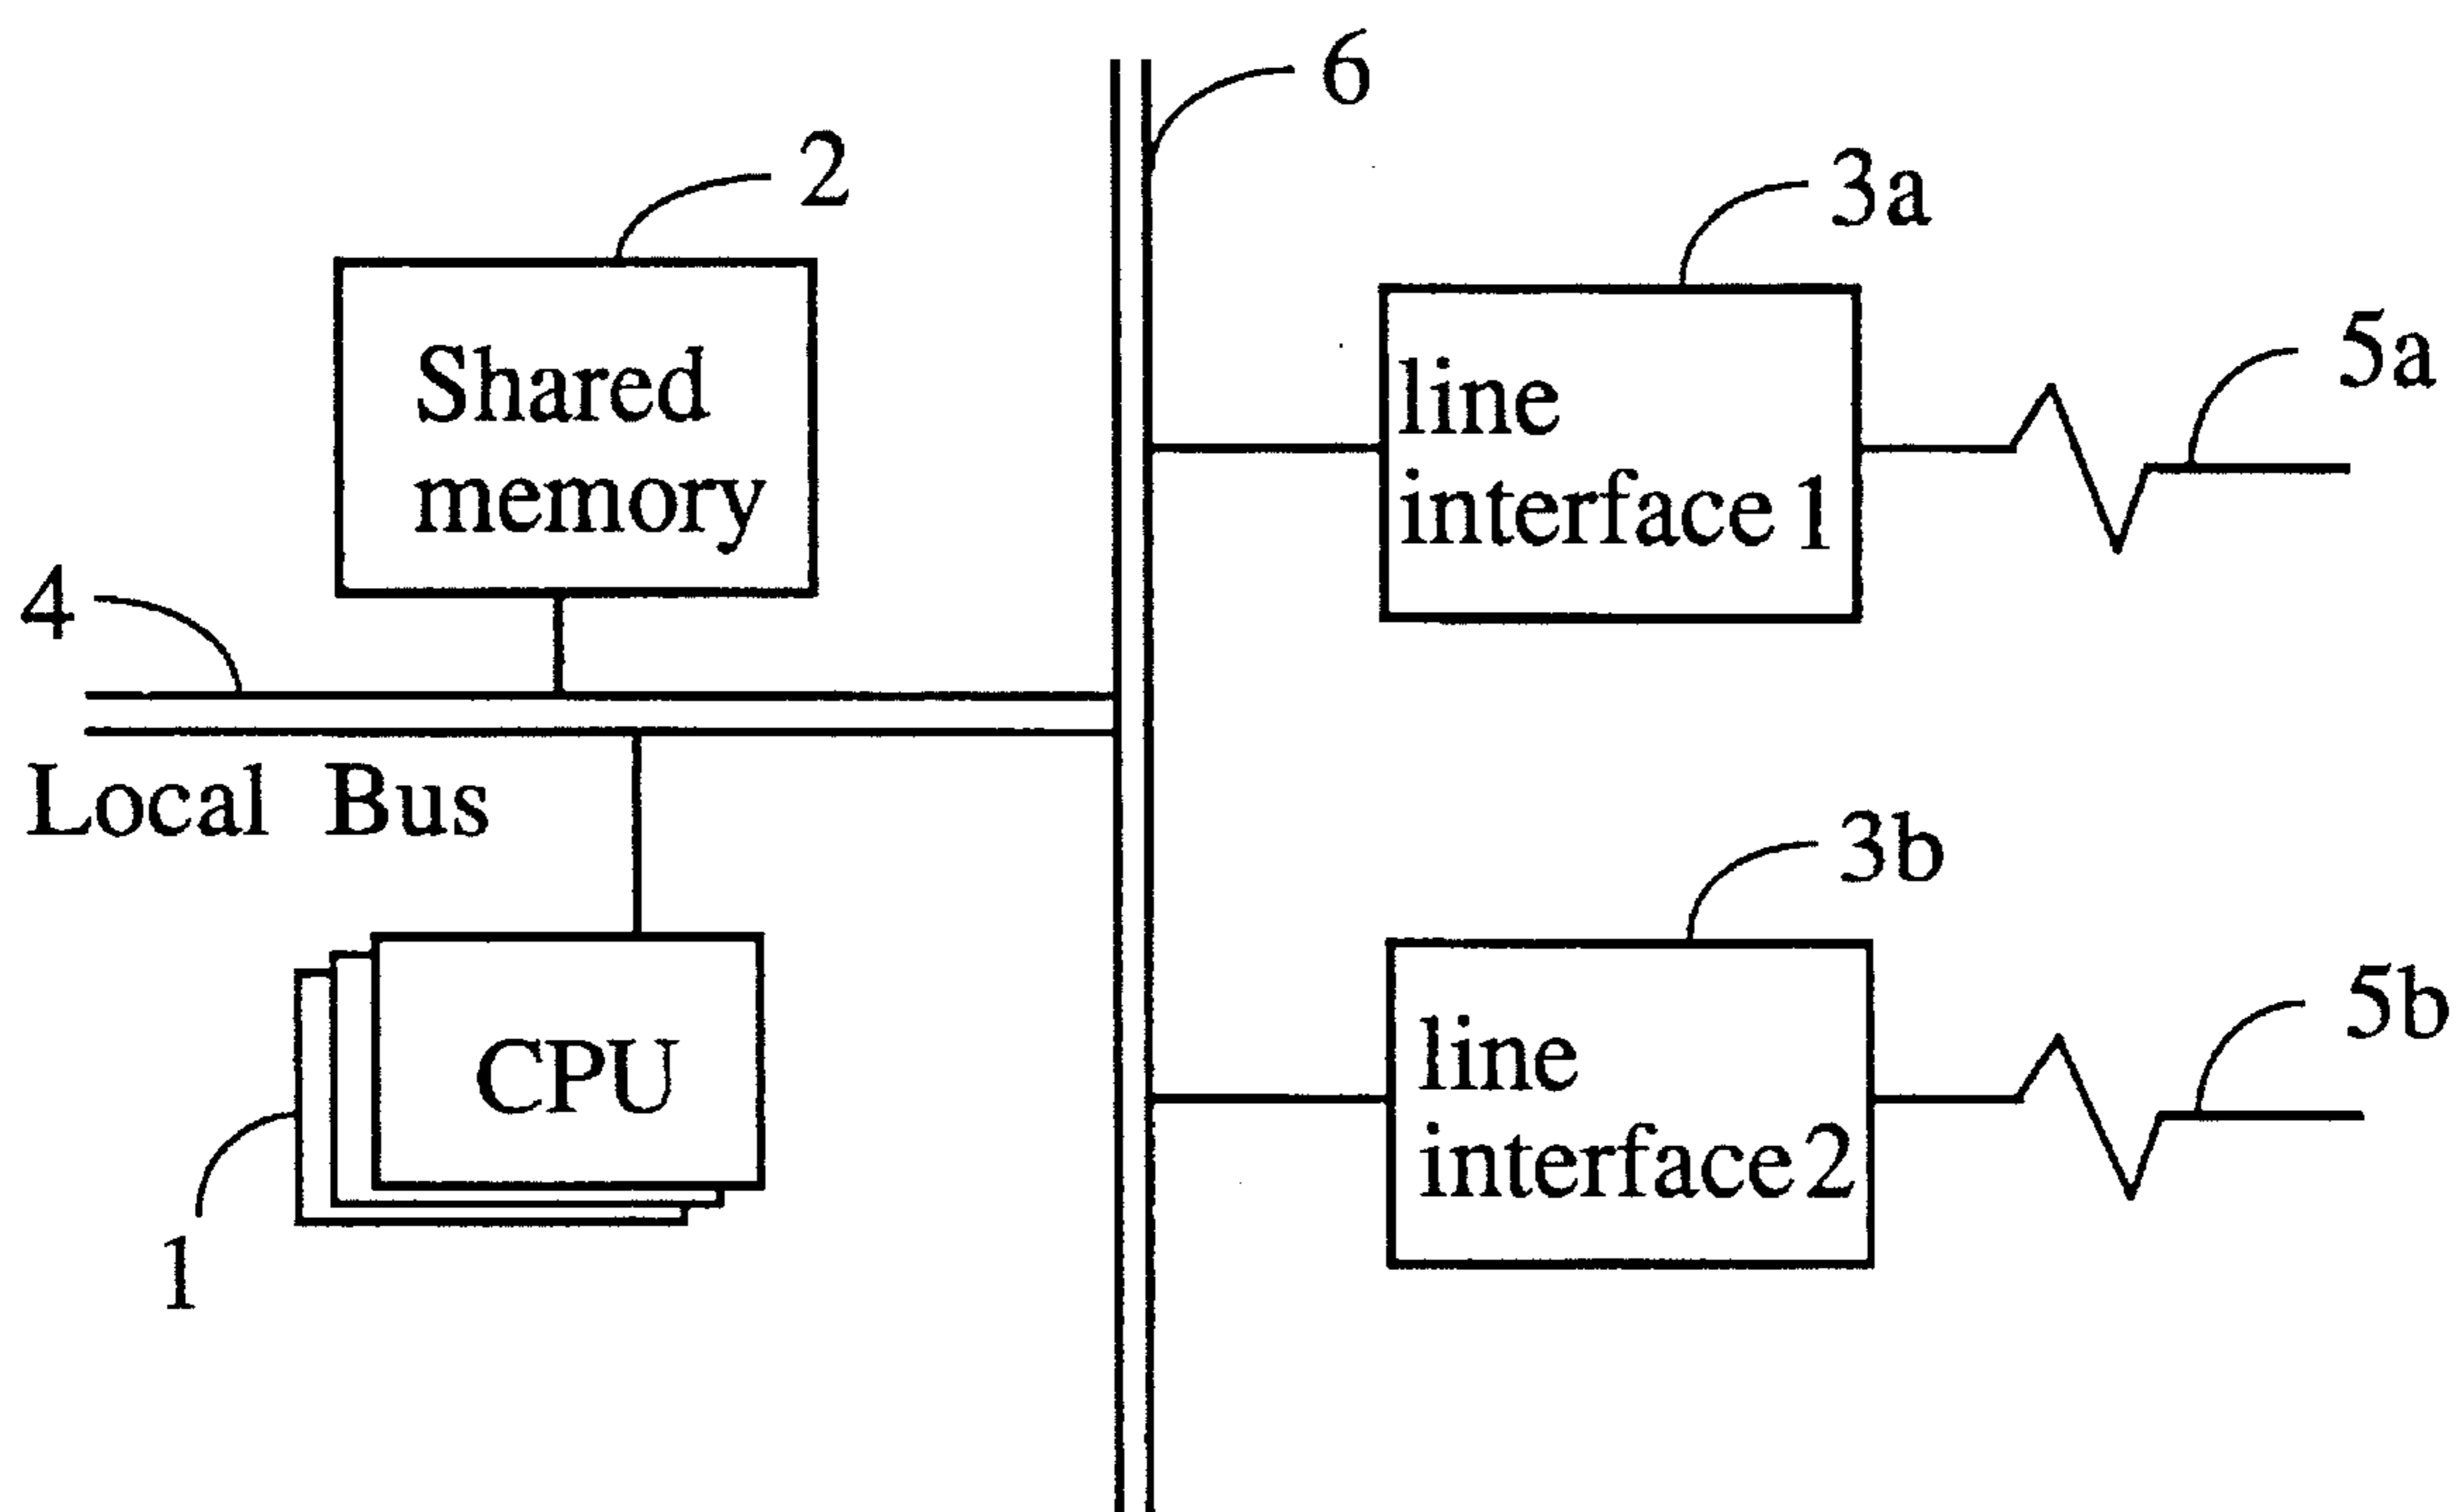 6
2
3a
Shared
memory
line
interface 1
5a
4
Local Bus
3b
CPU
line
interface 2
5b
1